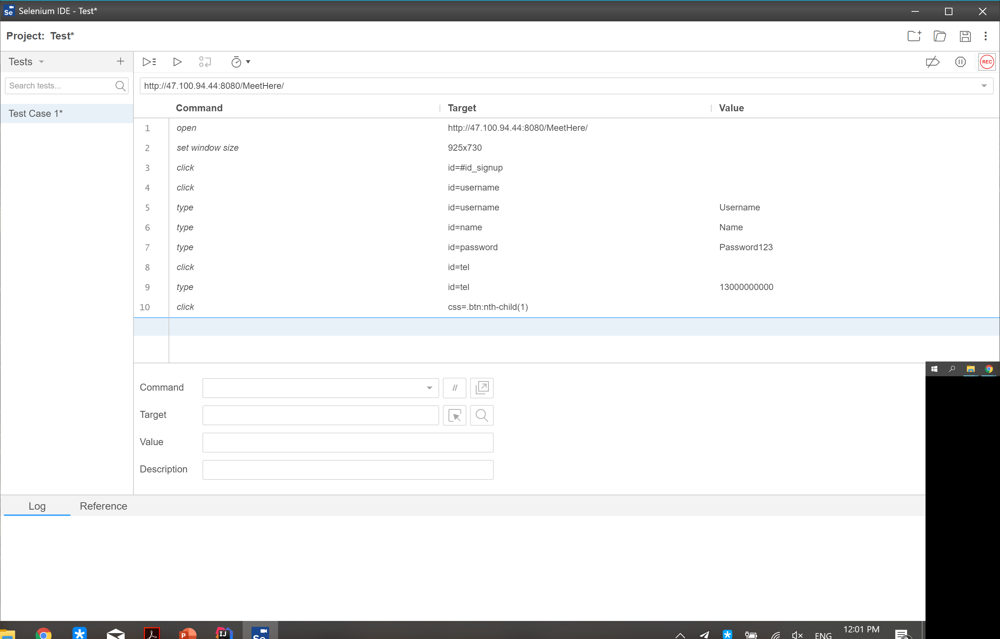 Selenium IDE - Test*
Project: Test*
Tests
Search tests...
Test Case 1*
REC
http://47.100.94.44:8080/MeetHere/
Command Target Value
1 open http://47.100.94.44:8080/MeetHere/
2 set window size 925x730
3 click id=#id_signup
4 click id=username
5 type id=username Username
6 type id=name Name
7 type id=password Password123
8 click id=tel
9 type id=tel 13000000000
10 click css=.btn:nth-child(1)
Command //
Target
Value
Description
Log Reference
P IJ Se ENG 12:01 PM